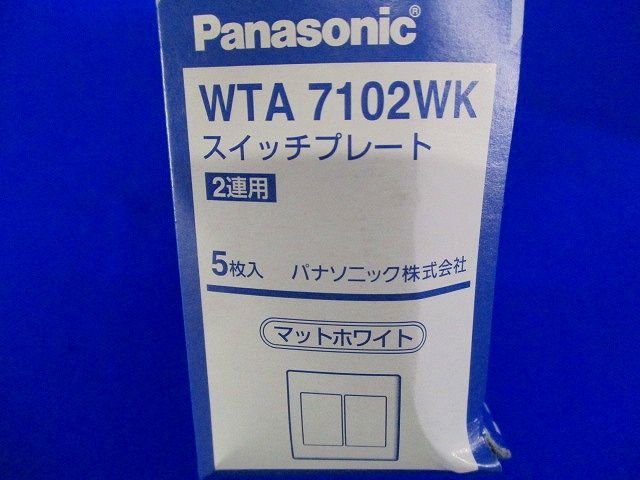 Panasonic®
WTA 7102WK
スイッチプレート
2連用
5枚入 パナソニック株式会社
マットホワイト